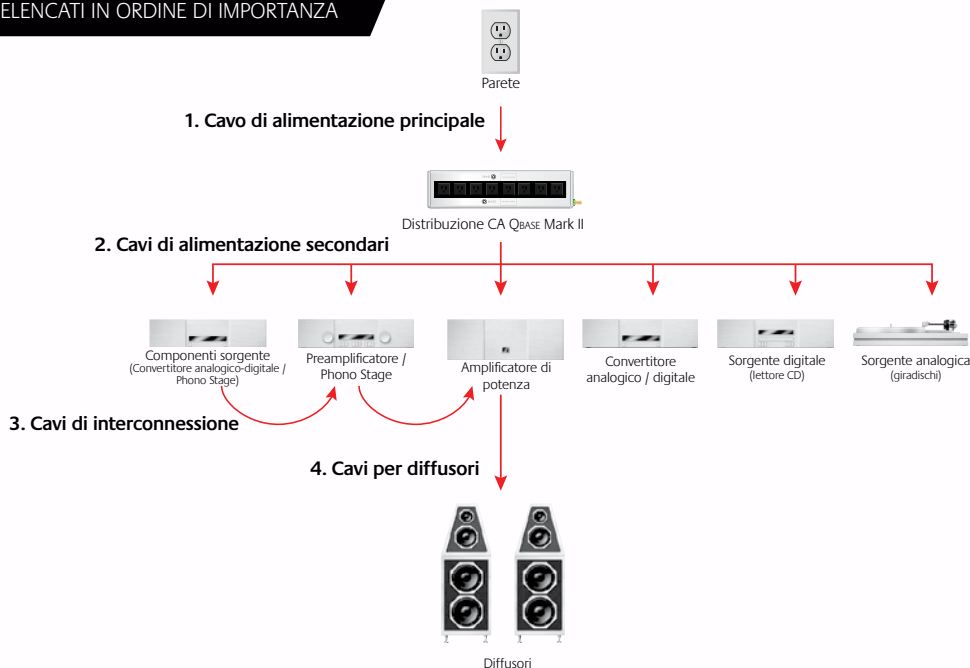 ELENCATI IN ORDINE DI IMPORTANZA
Parete
1. Cavo di alimentazione principale
Distribuzione CA QBASE Mark II
2. Cavi di alimentazione secondari
Componenti sorgente
(Convertitore analogico-digitale /
Phono Stage)
Preamplificatore /
Phono Stage
Amplificatore di
potenza
Convertitore
analogico / digitale
Sorgente digitale
(lettore CD)
Sorgente analogica
(giradischi)
3. Cavi di interconnessione
4. Cavi per diffusori
Diffusori